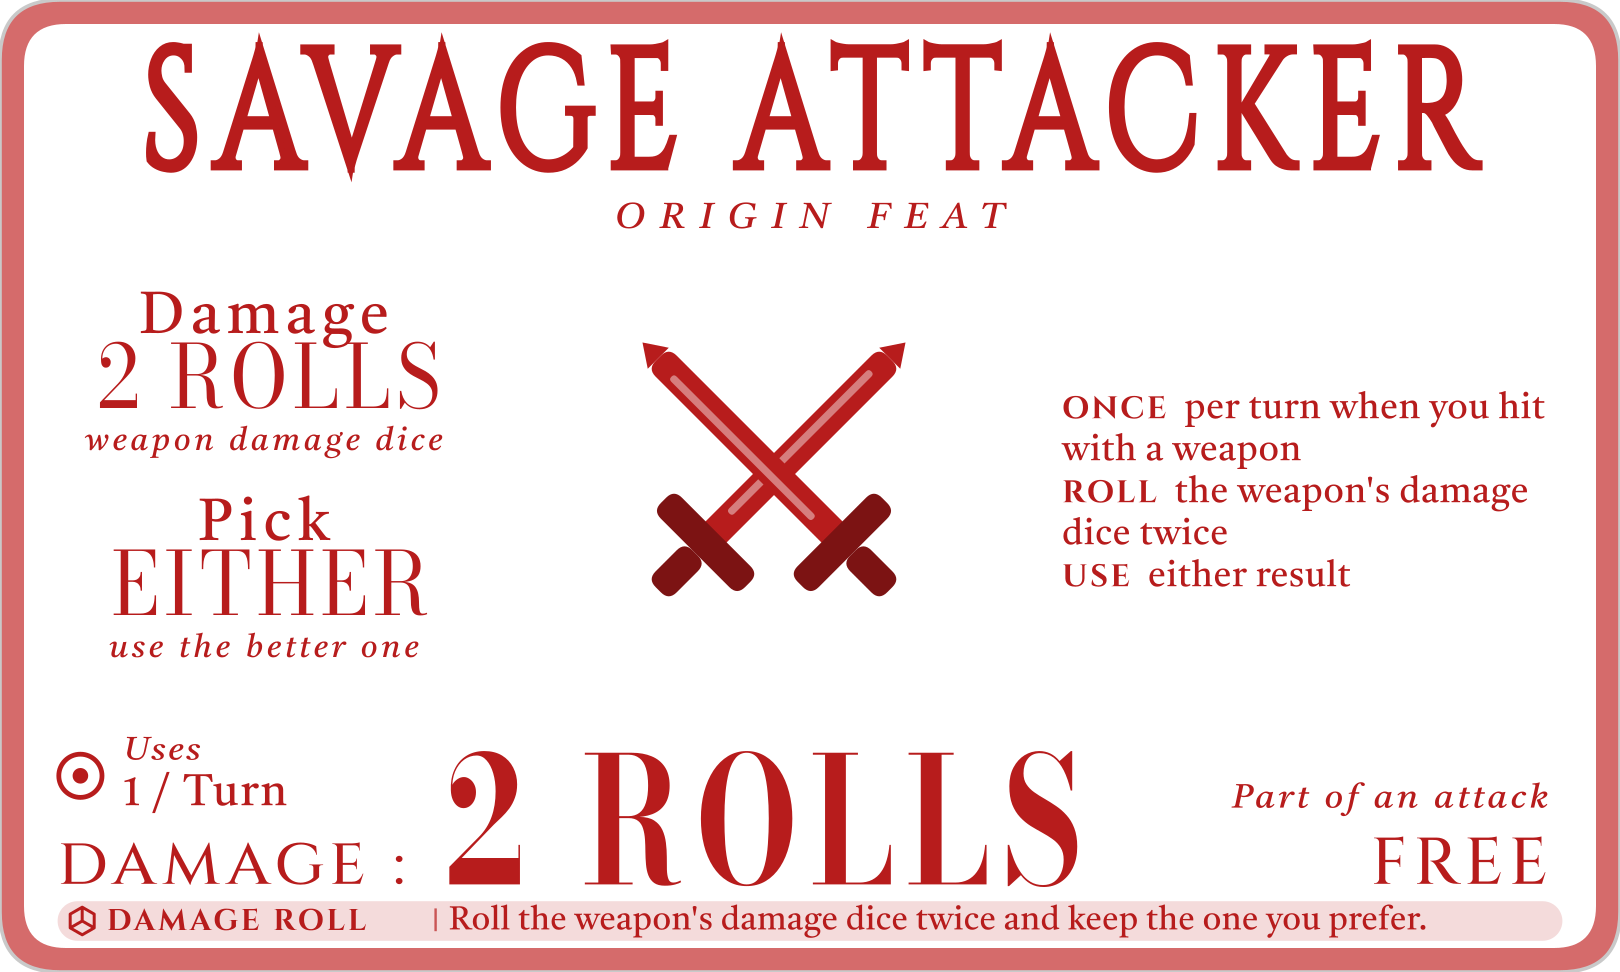 SAVAGE ATTACKER
ORIGIN FEAT
Damage
2 ROLLS
weapon damage dice
Pick
EITHER
use the better one
ONCE per turn when you hit
with a weapon
ROLL the weapon's damage
dice twice
USE either result
Uses
1/ Turn
DAMAGE : 2 ROLLS
Part of an attack
FREE
DAMAGE ROLL | Roll the weapon's damage dice twice and keep the one you prefer.